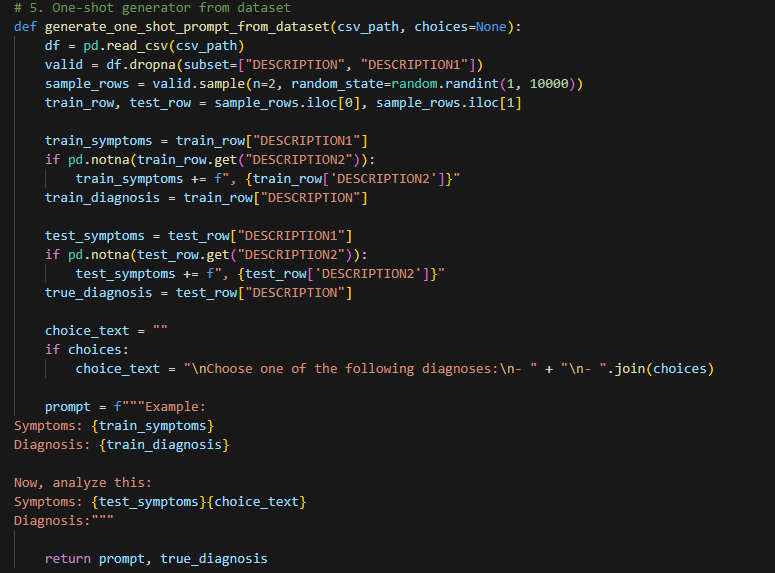 # 5. One-shot generator from dataset
def generate_one_shot_prompt_from_dataset(csv_path, choices=None):
    df = pd.read_csv(csv_path)
    valid = df.dropna(subset=["DESCRIPTION", "DESCRIPTION1"])
    sample_rows = valid.sample(n=2, random_state=random.randint(1, 10000))
    train_row, test_row = sample_rows.iloc[0], sample_rows.iloc[1]

    train_symptoms = train_row["DESCRIPTION1"]
    if pd.notna(train_row.get("DESCRIPTION2")):
        train_symptoms += f", {train_row['DESCRIPTION2']}"
    train_diagnosis = train_row["DESCRIPTION"]

    test_symptoms = test_row["DESCRIPTION1"]
    if pd.notna(test_row.get("DESCRIPTION2")):
        test_symptoms += f", {test_row['DESCRIPTION2']}"
    true_diagnosis = test_row["DESCRIPTION"]

    choice_text = ""
    if choices:
        choice_text = "\nChoose one of the following diagnoses:\n- " + "\n- ".join(choices)

    prompt = f"""Example:
Symptoms: {train_symptoms}
Diagnosis: {train_diagnosis}

Now, analyze this:
Symptoms: {test_symptoms}{choice_text}
Diagnosis:"""

    return prompt, true_diagnosis